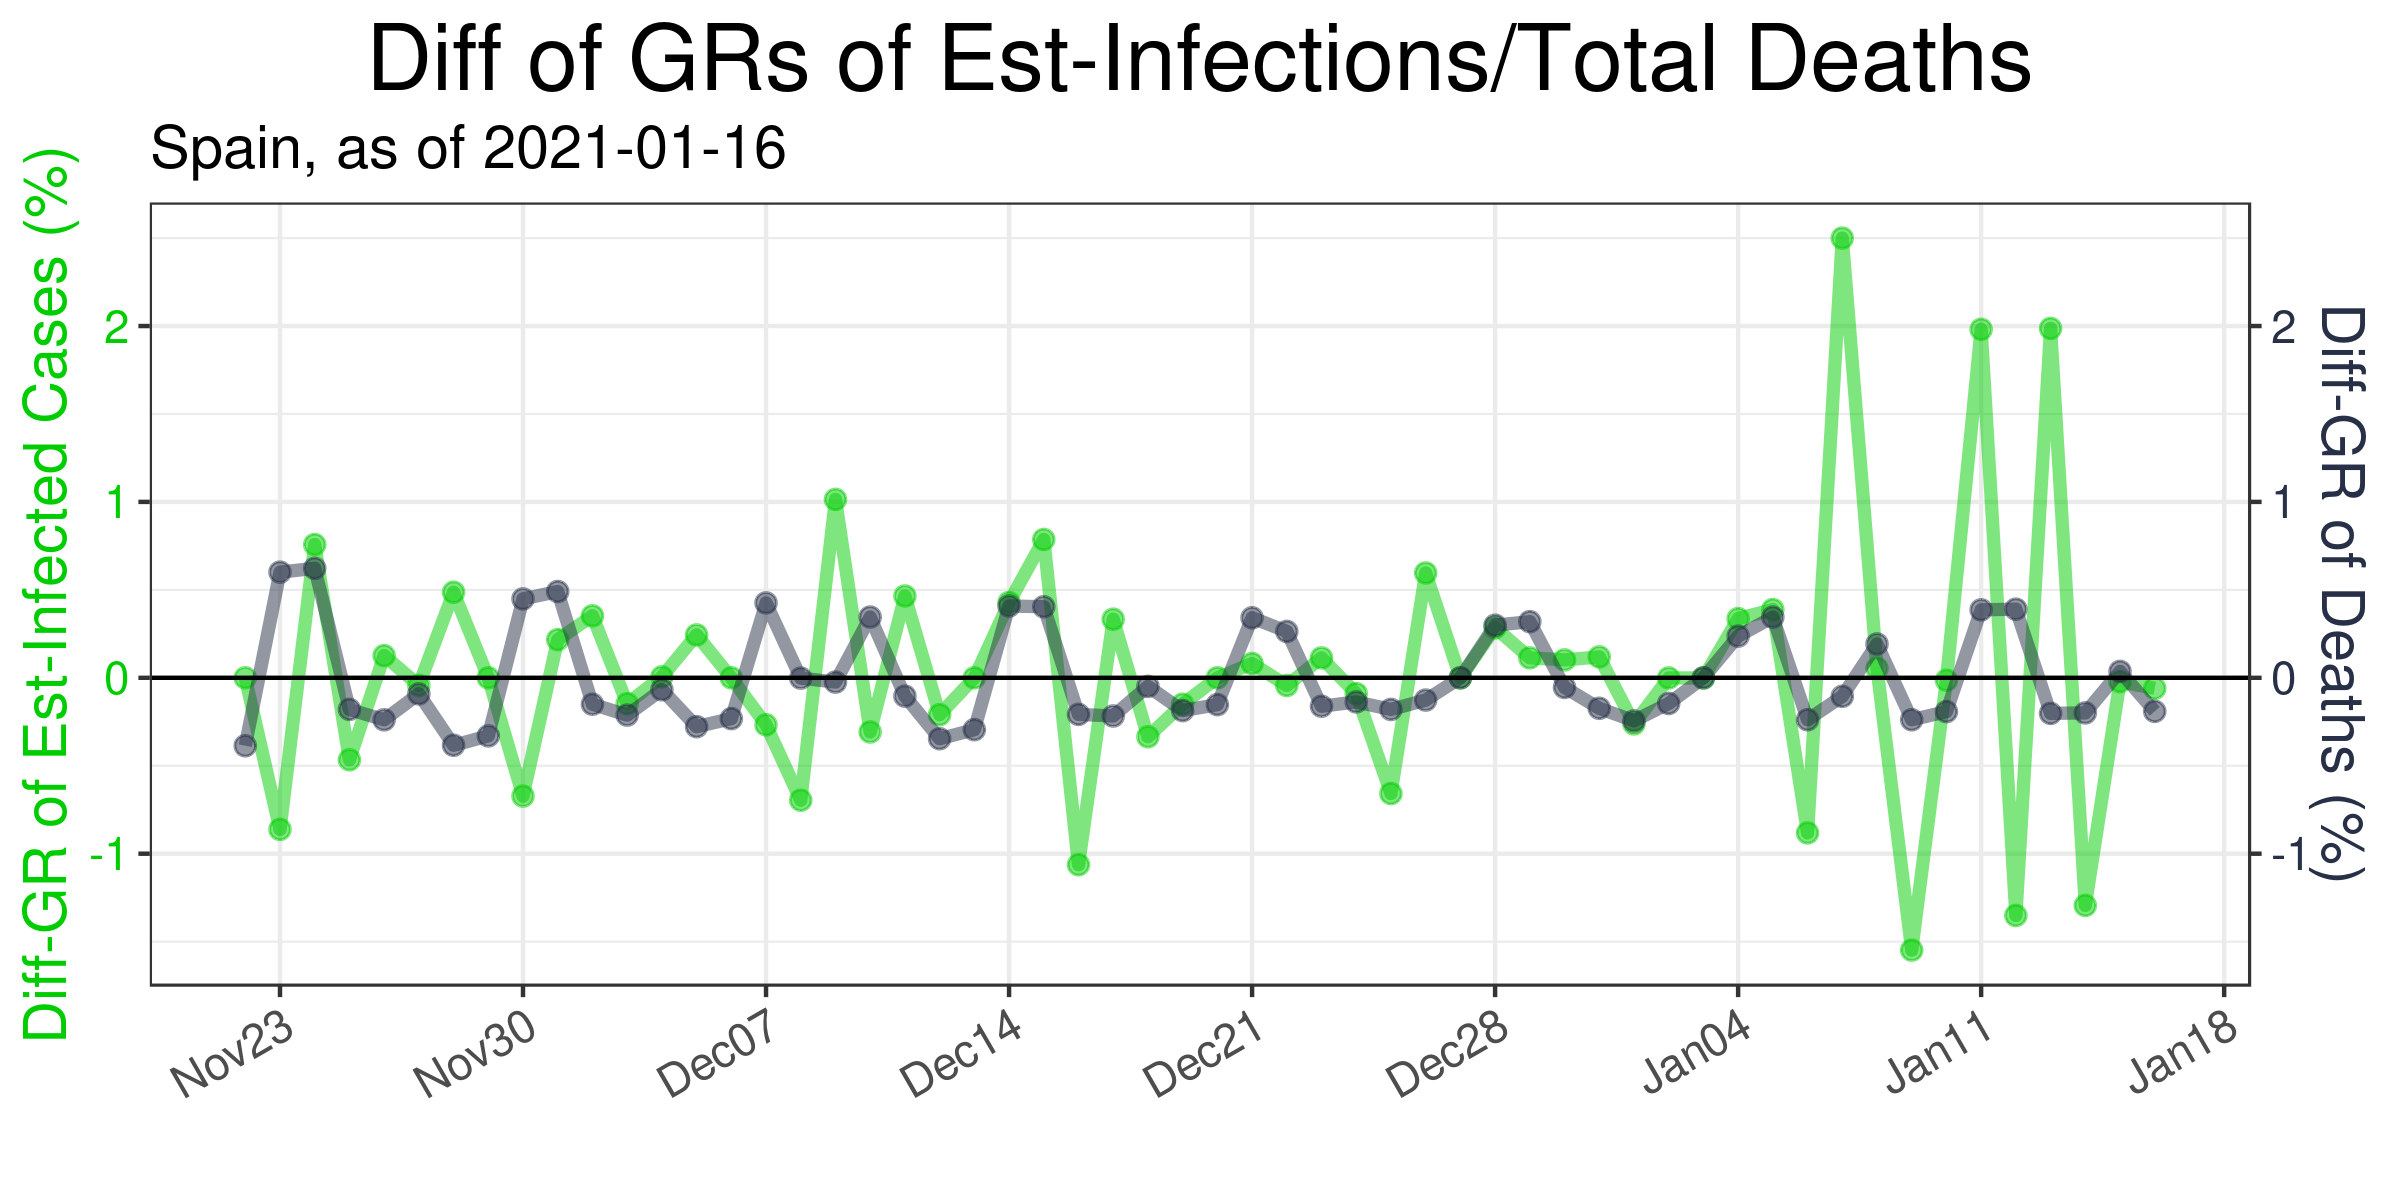 Diff of GRs of Est-Infections/Total Deaths
Spain, as of 2021-01-16
Diff-GR of Est-Infected Cases (%)
2
1
0
-1
2
1
0
-1
Diff-GR of Deaths (%)
Nov23
Nov30
Dec07
Dec14
Dec21
Dec28
Jan04
Jan11
Jan18